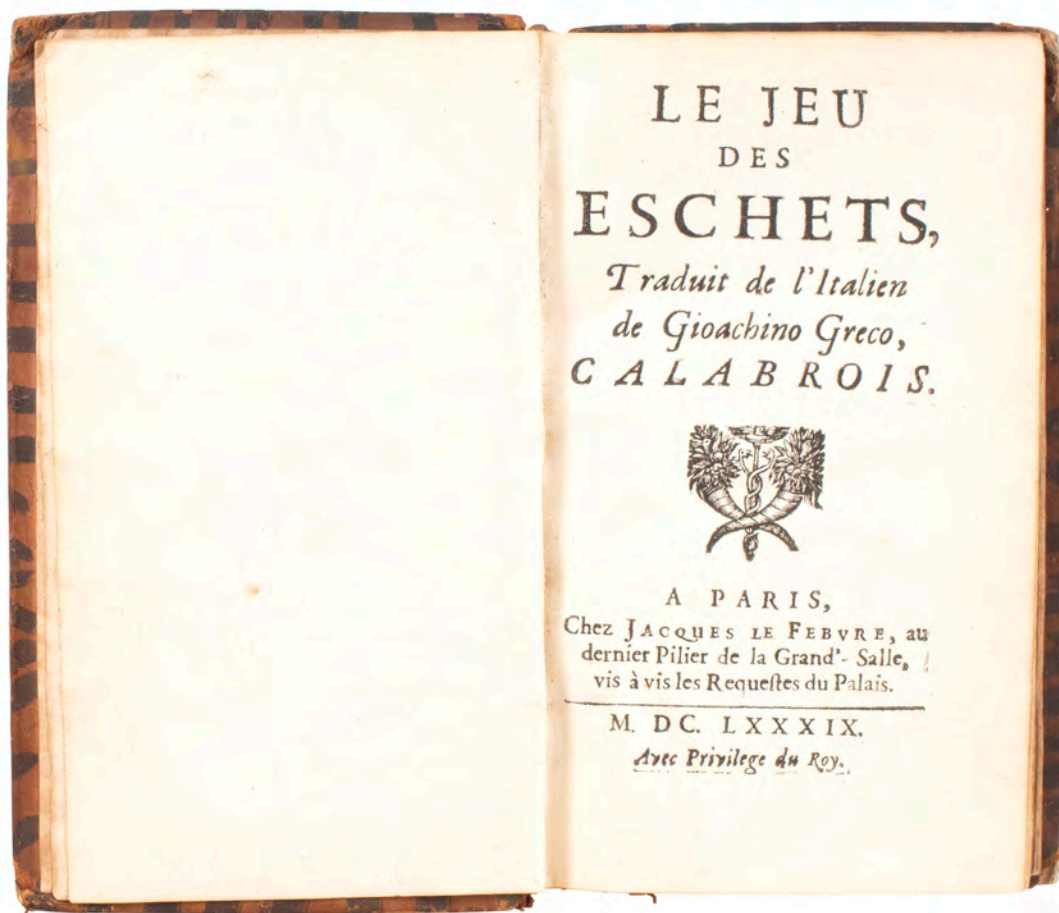 LE JEU
DES
ESCHETS,
Traduit de l'Italien
de Gioachino Greco,
CALABROIS.
A PARIS,
Chez JACQUES LE FEBVRE, au
dernier Pilier de la Grand'-Salle,
vis à vis les Requeſtes du Palais.
M. DC. LXXXIX.
Avec Privilege du Roy.